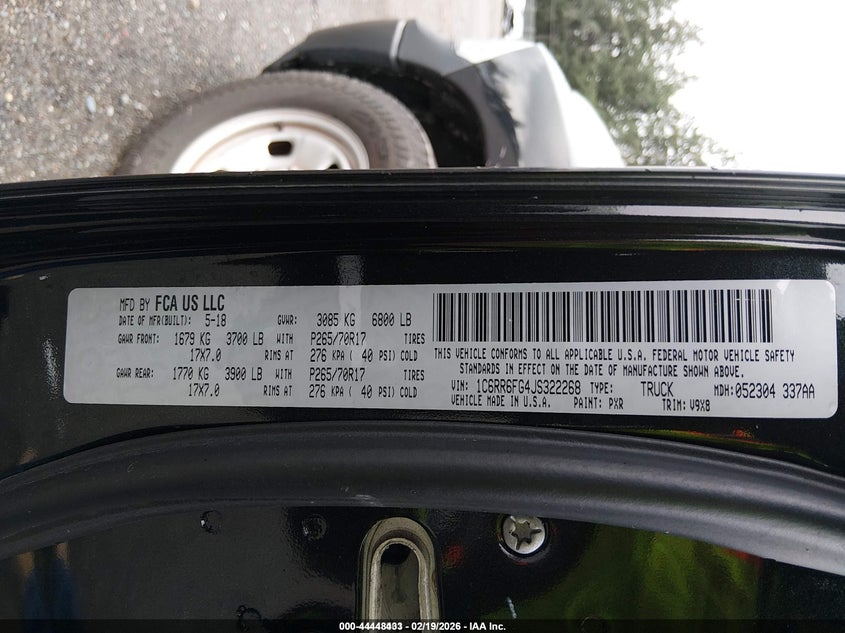 MFD BY FCA US LLC
DATE OF MFR(BUILT): 5-18 GVWR: 3085 KG 6800 LB
GAWR FRONT: 1679 KG 3700 LB WITH P265/70R17 TIRES
17X7.0 RIMS AT 276 KPA ( 40 PSI) COLD
GAWR REAR: 1770 KG 3900 LB WITH P265/70R17 TIRES
17X7.0 RIMS AT 276 KPA ( 40 PSI) COLD
THIS VEHICLE CONFORMS TO ALL APPLICABLE U.S.A. FEDERAL MOTOR VEHICLE SAFETY
STANDARDS IN EFFECT ON THE DATE OF MANUFACTURE SHOWN ABOVE.
VIN: 1C6RR6FG4JS322268 TYPE: TRUCK MDH: 052304 337AA
VEHICLE MADE IN U.S.A. PAINT: PXR TRIM: V9X8
02/19/2026 - IAA Inc.